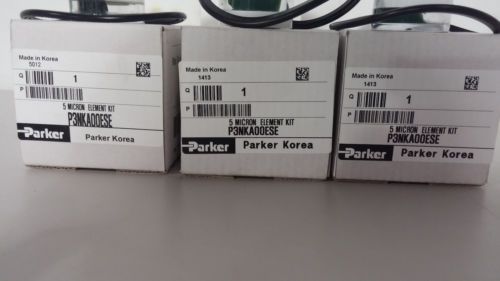 Made in Korea
5012
Q
1
P
5 MICRON ELEMENT KIT
P3NKA00ESE
Parker
Parker Korea
Made in Korea
1413
Q
1
P
5 MICRON ELEMENT KIT
P3NKA00ESE
Parker
Parker Korea
Made in Korea
1413
Q
1
P
5 MICRON ELEMENT KIT
P3NKA00ESE
Parker
Parker Korea